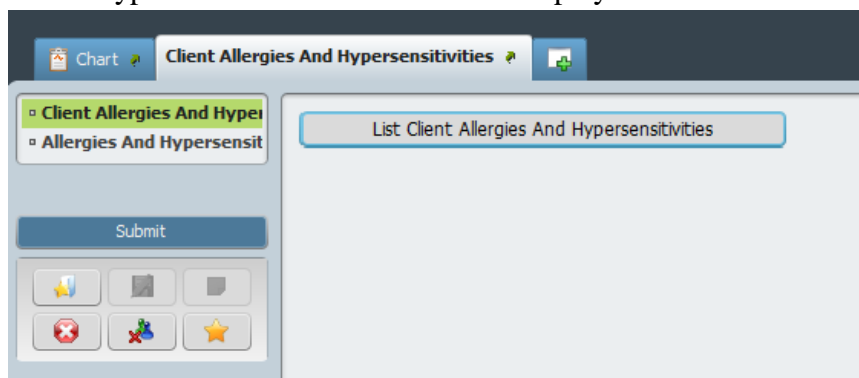 Chart
Client Allergies And Hypersensitivities
Client Allergies And Hyper
Allergies And Hypersensit
List Client Allergies And Hypersensitivities
Submit